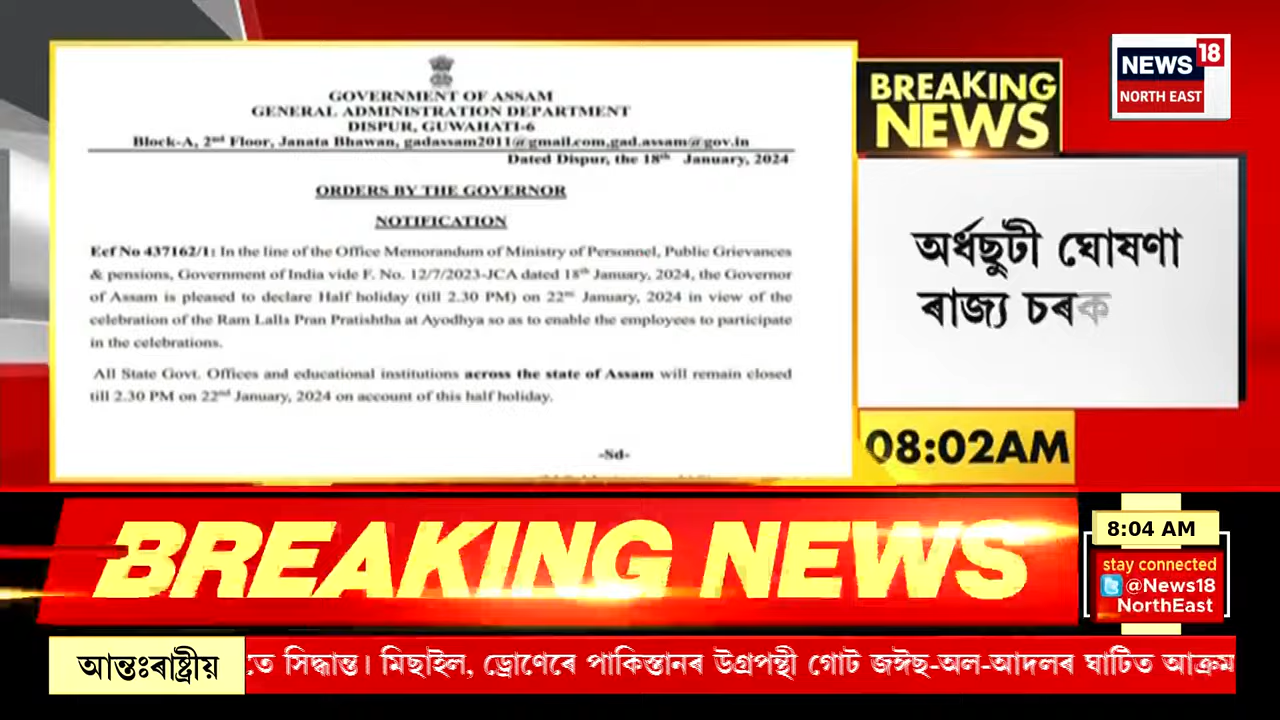 GOVERNMENT OF ASSAM
GENERAL ADMINISTRATION DEPARTMENT
DISPUR, GUWAHATI-6
Block-A, 2nd Floor, Janata Bhawan, gadassam2011@gmail.com,gad.assam@gov.in
Dated Dispur, the 18th January, 2024
ORDERS BY THE GOVERNOR
NOTIFICATION
Ecf No 437162/1: In the line of the Office Memorandum of Ministry of Personnel, Public Grievances
& pensions, Government of India vide F. No. 12/7/2023-JCA dated 18th January, 2024, the Governor
of Assam is pleased to declare Half holiday (till 2.30 PM) on 22nd January, 2024 in view of the
celebration of the Ram Lalls Pran Pratishtha at Ayodhya so as to enable the employees to participate
in the celebrations.
All State Govt. Offices and educational institutions across the state of Assam will remain closed
till 2.30 PM on 22nd January, 2024 on account of this half holiday.
-Sd-
BREAKING
NEWS
NEWS 18
NORTH EAST
অৰ্ধছুটী ঘোষণা
ৰাজ্য চৰক
08:02AM
BREAKING NEWS
8:04 AM
stay connected
@News18
NorthEast
আন্তঃৰাষ্ট্ৰীয়
তে সিদ্ধান্ত। মিছাইল, ড্ৰোণেৰে পাকিস্তানৰ উগ্ৰপন্থী গোট জঈছ-অল-আদলৰ ঘাটিত আক্ৰম